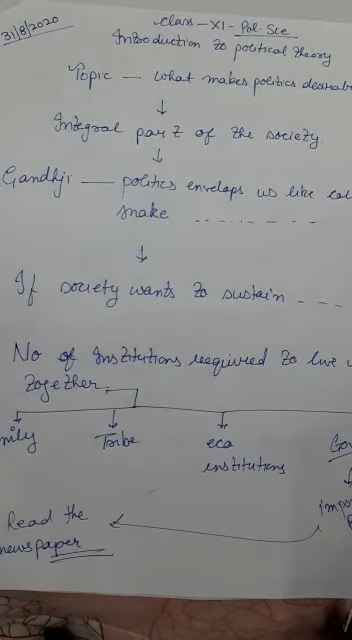 31/8/2020
Class - XI - Pol. Sce
Introduction to political theory
Topic — what makes politics
↓
Integral part of the society.
↓
Gandhiji — politics envelops us like
snake ........
↓
If society wants to sustain - - -
No of Institutions required to live
together.
Tribe eco
institutions
Read the
newspaper